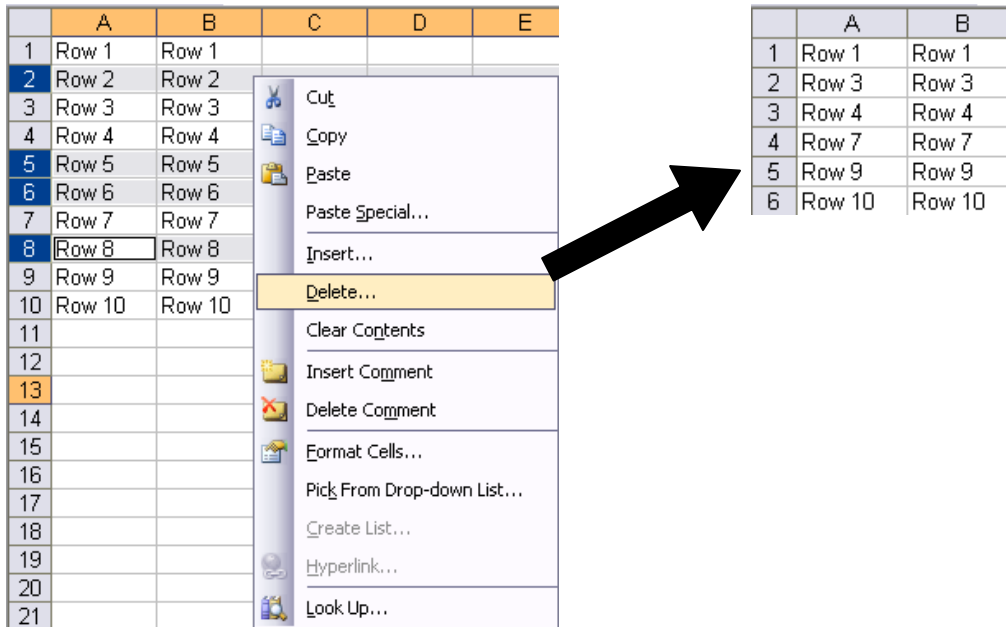 A B C D E
1 Row 1 Row 1
2 Row 2 Row 2
3 Row 3 Row 3
4 Row 4 Row 4
5 Row 5 Row 5
6 Row 6 Row 6
7 Row 7 Row 7
8 Row 8 Row 8
9 Row 9 Row 9
10 Row 10 Row 10
11
12
13
14
15
16
17
18
19
20
21
Cut
Copy
Paste
Paste Special...
Insert...
Delete...
Clear Contents
Insert Comment
Delete Comment
Format Cells...
Pick From Drop-down List...
Create List...
Hyperlink...
Look Up...
A B
1 Row 1 Row 1
2 Row 3 Row 3
3 Row 4 Row 4
4 Row 7 Row 7
5 Row 9 Row 9
6 Row 10 Row 10